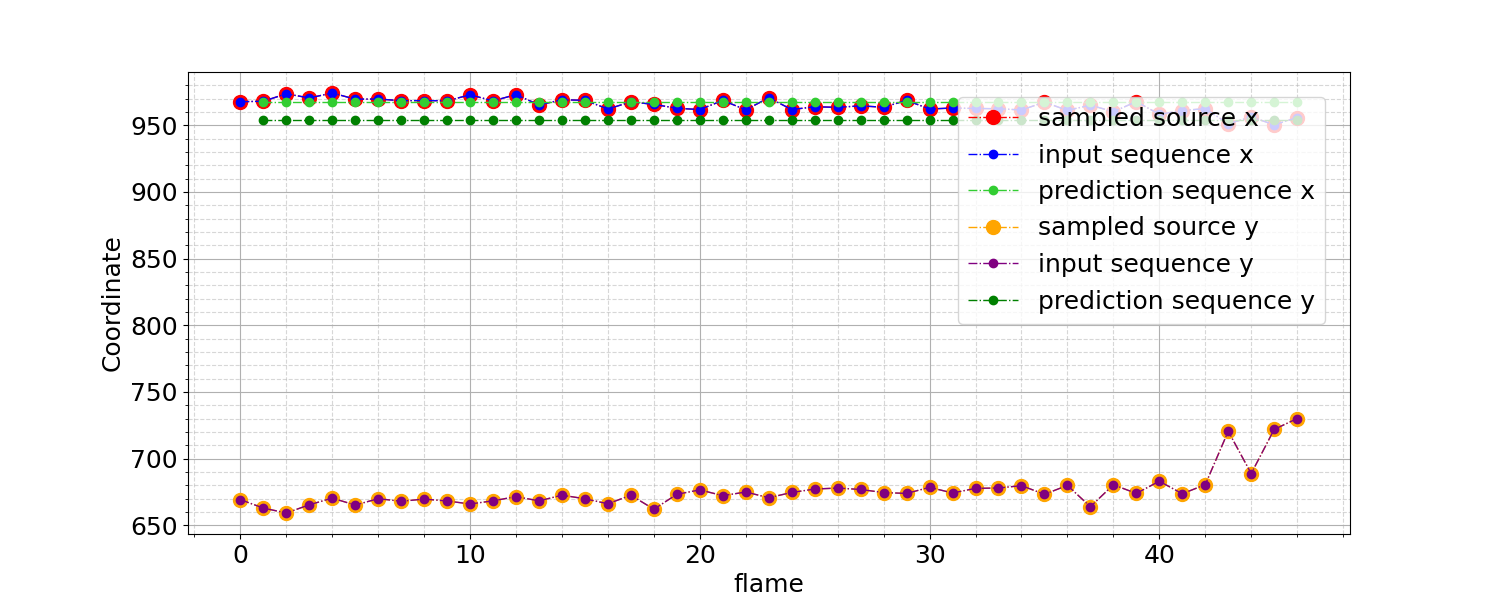 950
900
850
800
750
700
650
Coordinate
sampled source x
input sequence x
prediction sequence x
sampled source y
input sequence y
prediction sequence y
0 10 20 30 40
flame